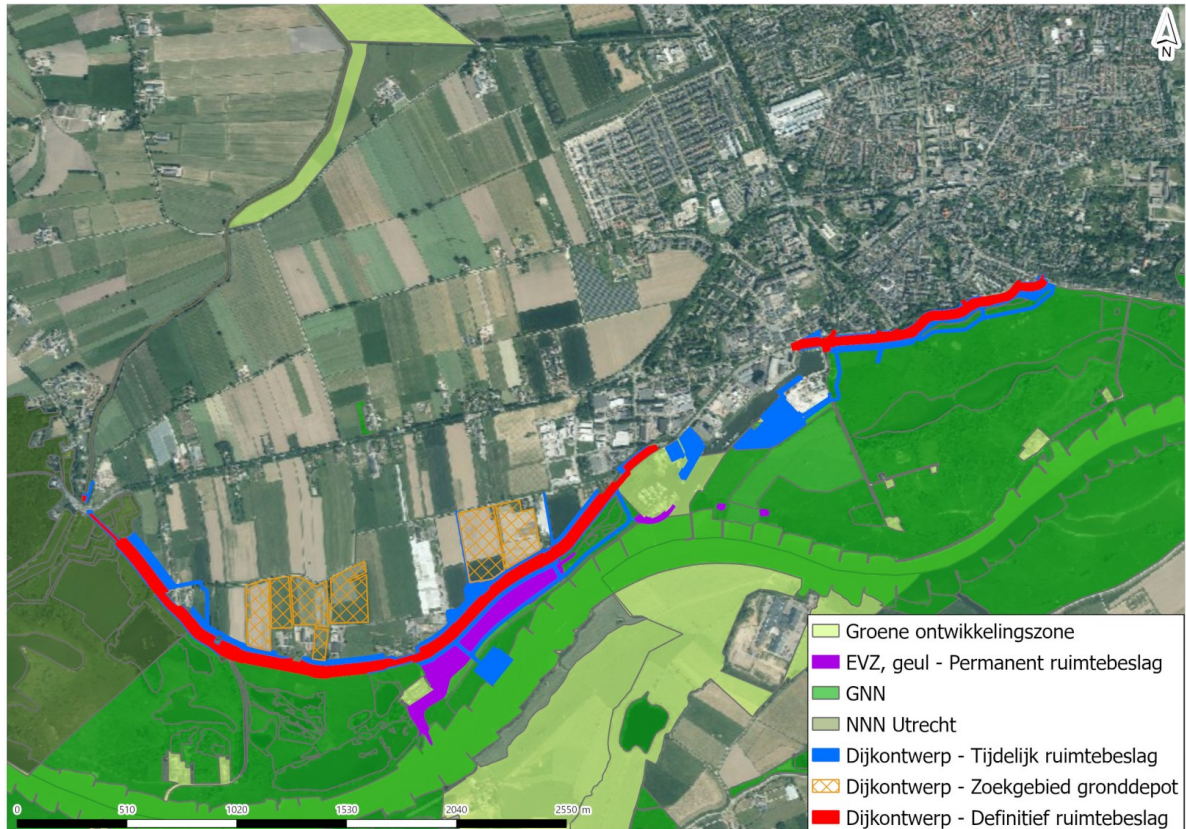 N
Groene ontwikkelingszone
EVZ, geul - Permanent ruimtebeslag
GNN
NNN Utrecht
Dijkontwerp - Tijdelijk ruimtebeslag
Dijkontwerp - Zoekgebied gronddepot
Dijkontwerp - Definitief ruimtebeslag
0 510 1020 1530 2040 2550 m